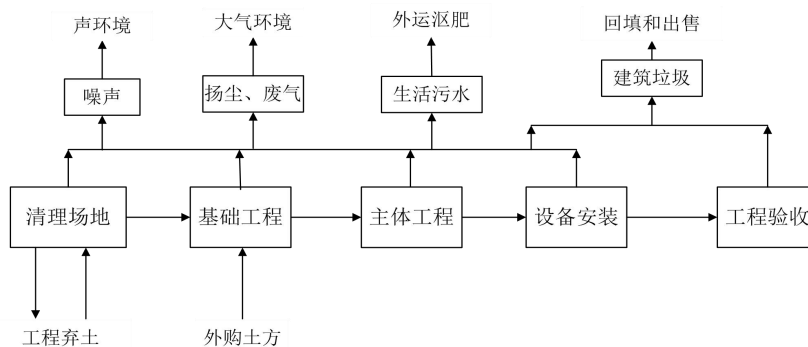 声环境
大气环境
外运沤肥
回填和出售
噪声
扬尘、废气
生活污水
建筑垃圾
清理场地
基础工程
主体工程
设备安装
工程验收
工程弃土
外购土方